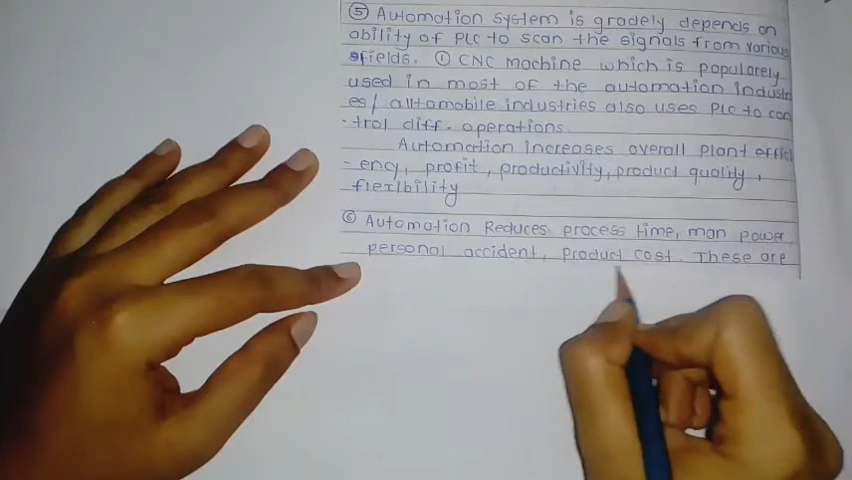 ⑤ Automation system is gradely depends on
ability of PLC to scan the signals from various
fields. ① CNC machine which is popularely
used in most of the automation industri
es/ alltomobile industries also uses PLC to con
-trol diff. operations.
Automation increases overall plant effici
-ency, profit, productivity, product quality,
flexibility
⑥ Automation Reduces process time, man power,
personal accident, product cost. These are